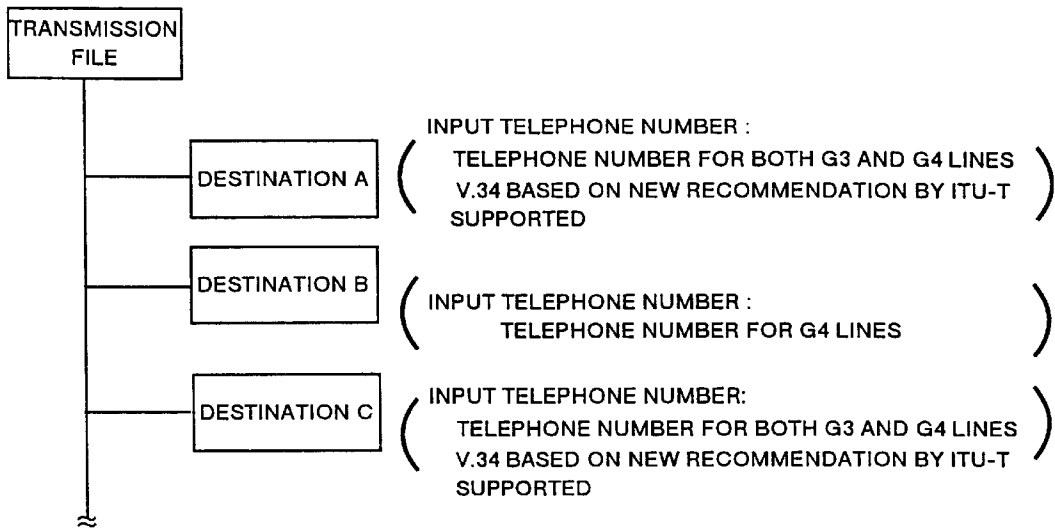 TRANSMISSION
FILE
DESTINATION A
INPUT TELEPHONE NUMBER :
TELEPHONE NUMBER FOR BOTH G3 AND G4 LINES
V.34 BASED ON NEW RECOMMENDATION BY ITU-T
SUPPORTED
DESTINATION B
INPUT TELEPHONE NUMBER :
TELEPHONE NUMBER FOR G4 LINES
DESTINATION C
INPUT TELEPHONE NUMBER:
TELEPHONE NUMBER FOR BOTH G3 AND G4 LINES
V.34 BASED ON NEW RECOMMENDATION BY ITU-T
SUPPORTED